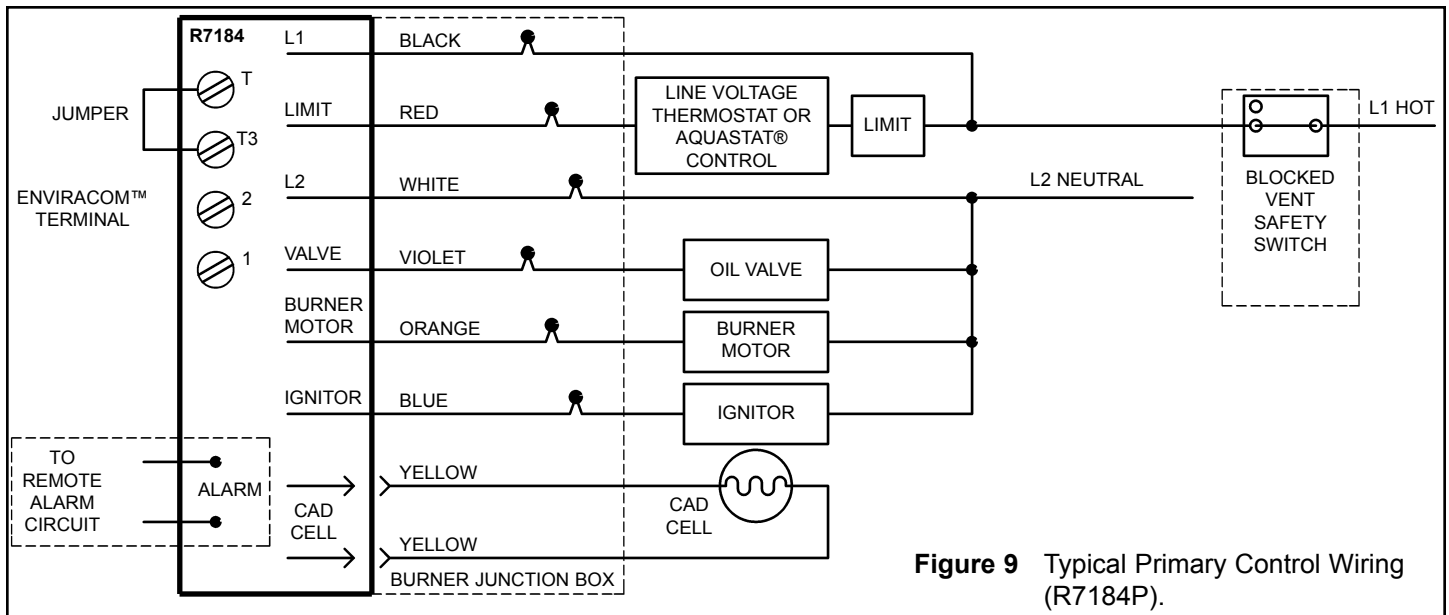 R7184
L1
BLACK
T
JUMPER
LIMIT
RED
LINE VOLTAGE
THERMOSTAT OR
AQUASTAT®
CONTROL
LIMIT
L1 HOT
T3
L2
WHITE
L2 NEUTRAL
BLOCKED
VENT
SAFETY
SWITCH
ENVIRACOM™
TERMINAL
2
1
VALVE
VIOLET
OIL VALVE
BURNER
MOTOR
ORANGE
BURNER
MOTOR
IGNITOR
BLUE
IGNITOR
TO
REMOTE
ALARM
CIRCUIT
ALARM
CAD
CELL
YELLOW
CAD
CELL
YELLOW
BURNER JUNCTION BOX
Figure 9 Typical Primary Control Wiring
(R7184P).